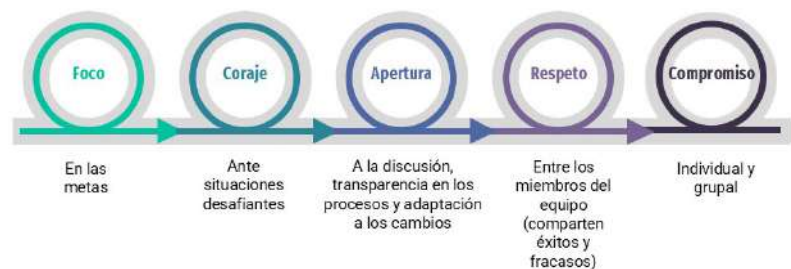 Foco
En las
metas
Coraje
Ante
situaciones
desafiantes
Apertura
A la discusión,
transparencia en los
procesos y adaptación
a los cambios
Respeto
Entre los
miembros del
equipo
(comparten
éxitos y
fracasos)
Compromiso
Individual y
grupal